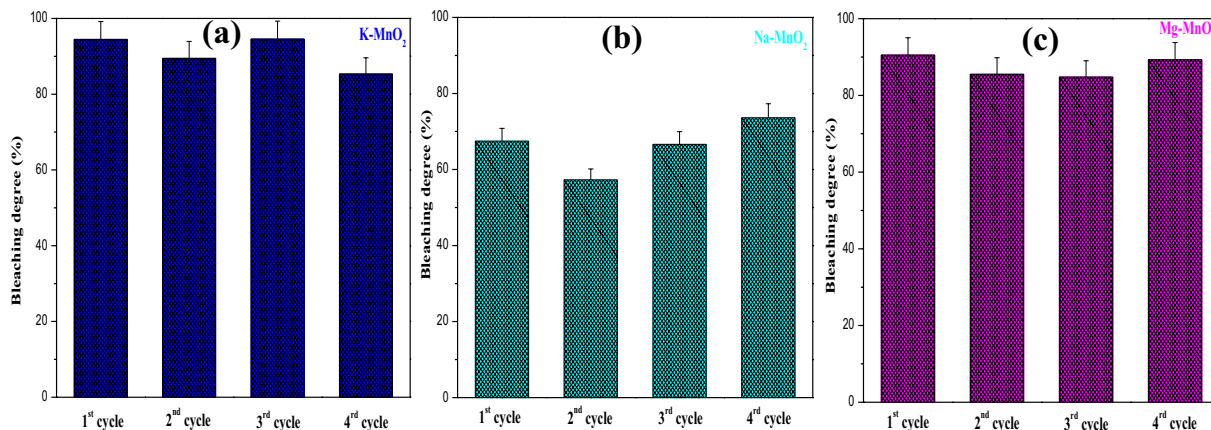 (a)
K-MnO₂
Bleaching degree (%)
100
80
60
40
20
0
1ˢᵗ cycle 2ⁿᵈ cycle 3ʳᵈ cycle 4ʳᵈ cycle
(b)
Na-MnO₂
Bleaching degree (%)
100
80
60
40
20
0
1ˢᵗ cycle 2ⁿᵈ cycle 3ʳᵈ cycle 4ʳᵈ cycle
(c)
Mg-MnO
Bleaching degree (%)
100
80
60
40
20
0
1ˢᵗ cycle 2ⁿᵈ cycle 3ʳᵈ cycle 4ʳᵈ cycle